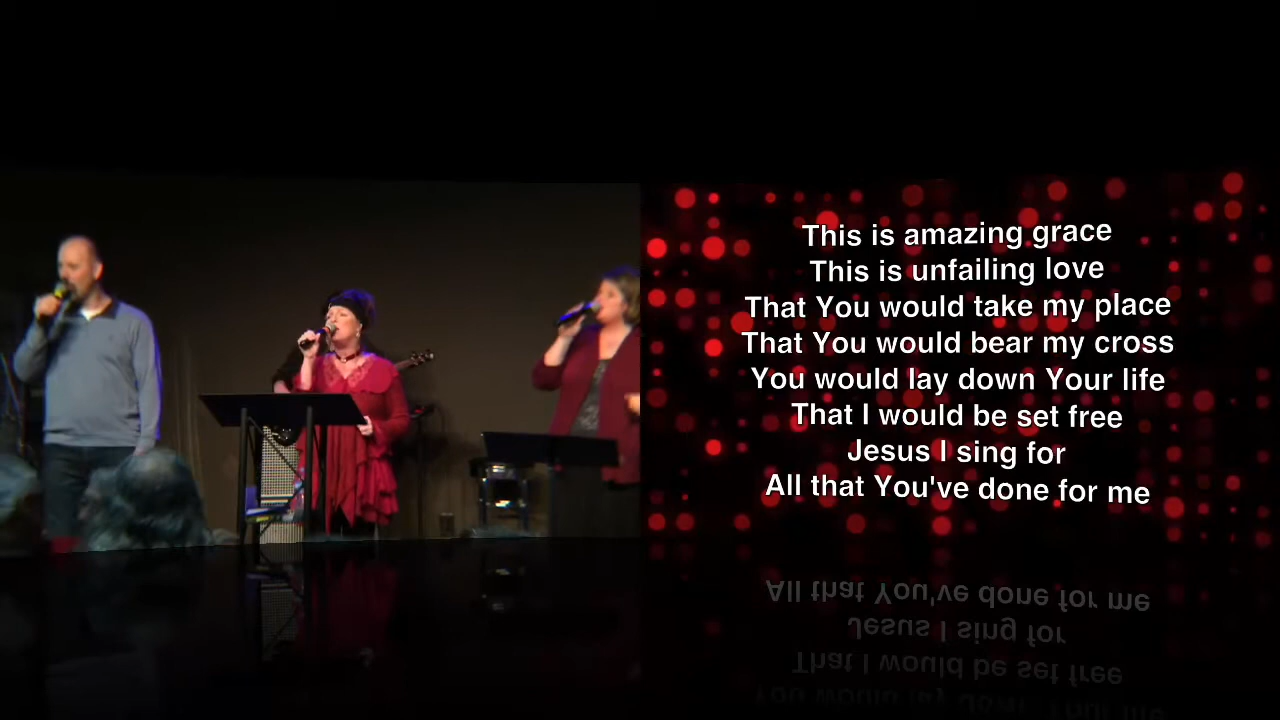 This is amazing grace
This is unfailing love
That You would take my place
That You would bear my cross
You would lay down Your life
That I would be set free
Jesus I sing for
All that You've done for me